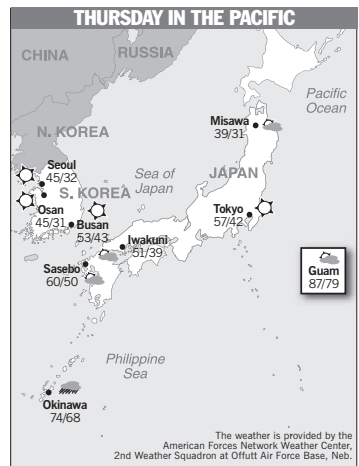 THURSDAY IN THE PACIFIC
CHINA
RUSSIA
Pacific
Ocean
N. KOREA
Misawa
39/31
Seoul
45/32
Sea of
Japan
JAPAN
S. KOREA
Osan
45/31
Busan
53/43
Tokyo
57/42
Iwakuni
51/39
Sasebo
60/50
Guam
87/79
Philippine
Sea
Okinawa
74/68
The weather is provided by the
American Forces Network Weather Center,
2nd Weather Squadron at Offutt Air Force Base, Neb.